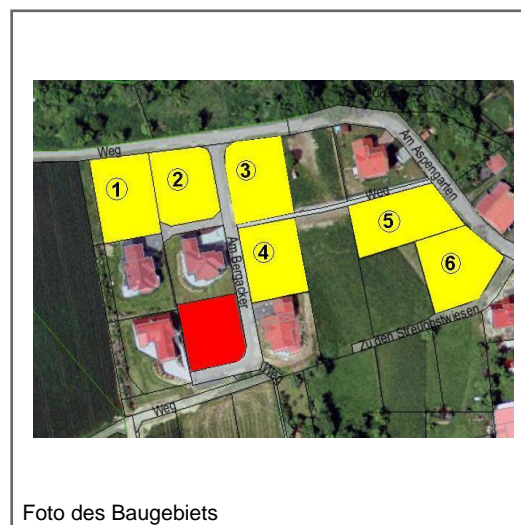 Weg
Am Aspengarten
1
2
3
Weg
5
4
Am Bergacker
6
Zu den Streuobstwiesen
Weg
Weg
Foto des Baugebiets